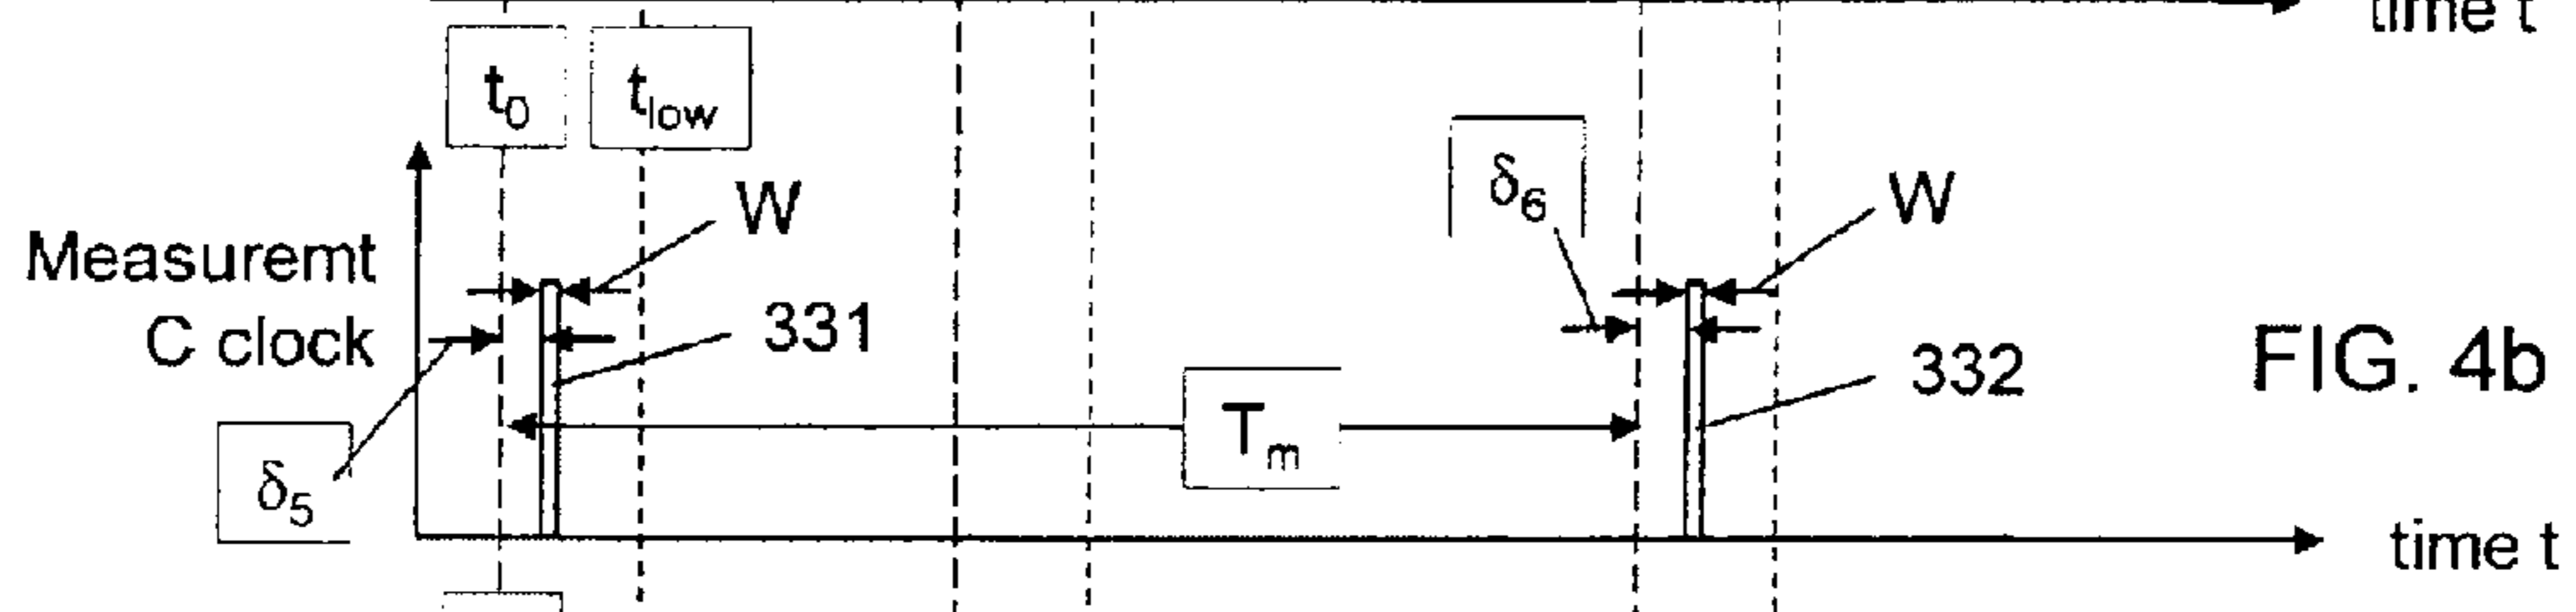 time t
t0 tlow
W
δ6
W
Measuremt
C clock
331
332
FIG. 4b
Tm
δ5
time t